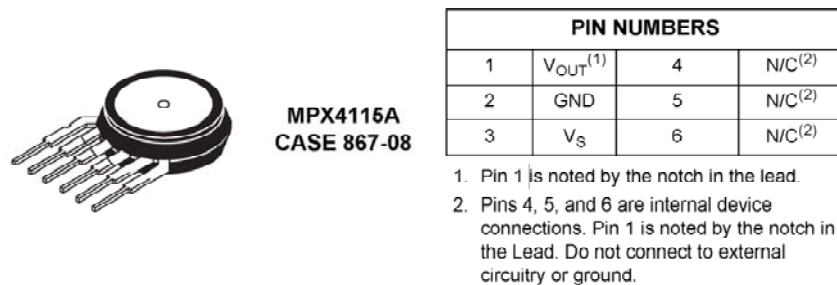 MPX4115A
CASE 867-08
PIN NUMBERS
1 V_OUT^(1) 4 N/C^(2)
2 GND 5 N/C^(2)
3 V_S 6 N/C^(2)
1. Pin 1 is noted by the notch in the lead.
2. Pins 4, 5, and 6 are internal device
connections. Pin 1 is noted by the notch in
the Lead. Do not connect to external
circuitry or ground.